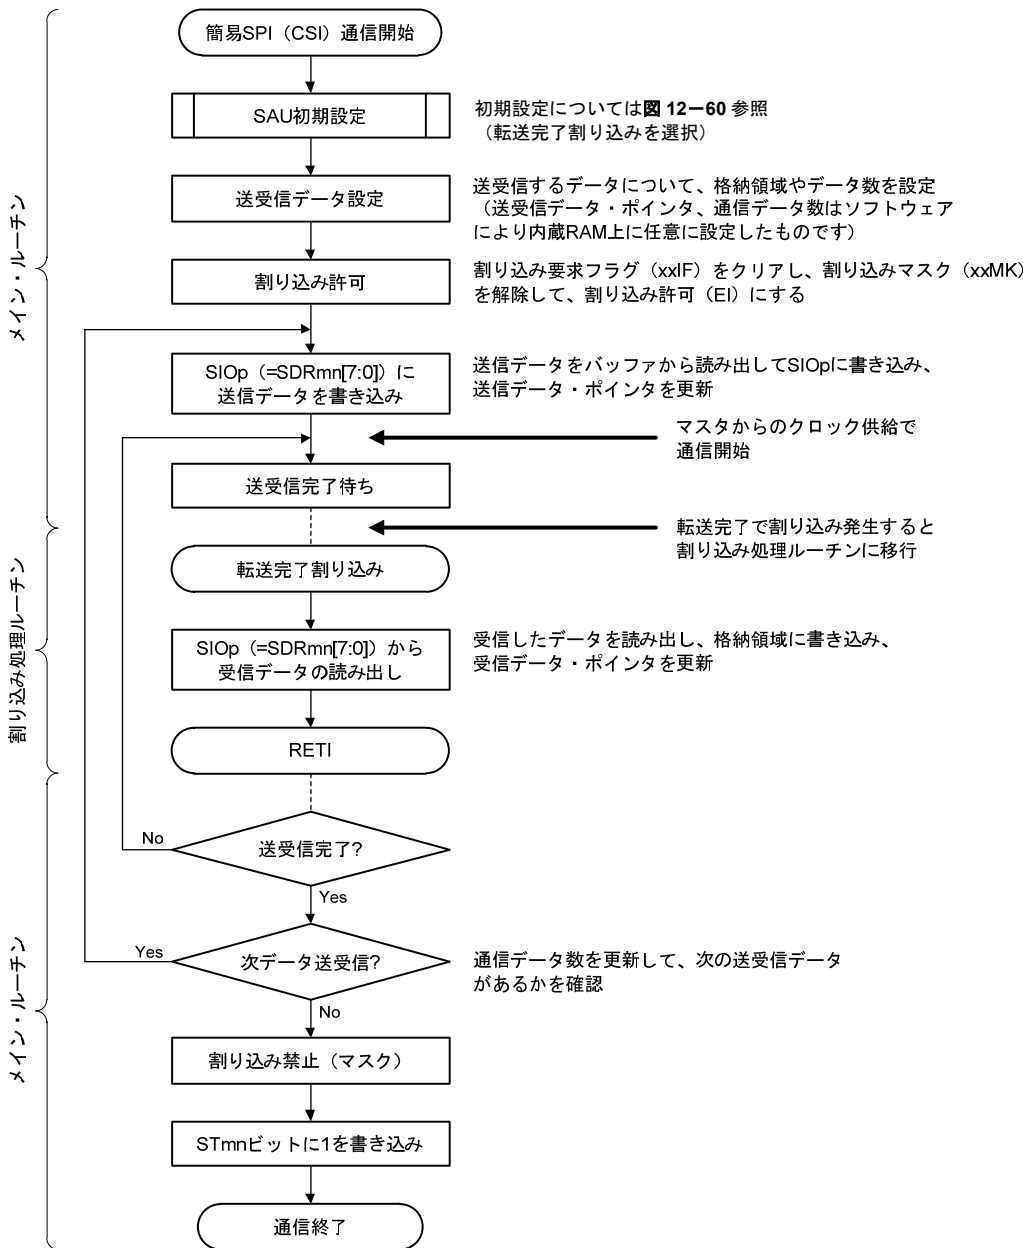 簡易SPI（CSI）通信開始
SAU初期設定
初期設定については図 12－60 参照
（転送完了割り込みを選択）
送受信データ設定
送受信するデータについて、格納領域やデータ数を設定
（送受信データ・ポインタ、通信データ数はソフトウェア
により内蔵RAM上に任意に設定したものです）
割り込み許可
割り込み要求フラグ（xxIF）をクリアし、割り込みマスク（xxMK）
を解除して、割り込み許可（EI）にする
メイン・ルーチン
SIOp（=SDRmn[7:0]）に
送信データを書き込み
送信データをバッファから読み出してSIOpに書き込み、
送信データ・ポインタを更新
マスタからのクロック供給で
通信開始
送受信完了待ち
転送完了で割り込み発生すると
割り込み処理ルーチンに移行
転送完了割り込み
割り込み処理ルーチン
SIOp（=SDRmn[7:0]）から
受信データの読み出し
受信したデータを読み出し、格納領域に書き込み、
受信データ・ポインタを更新
RETI
No
送受信完了?
Yes
Yes
次データ送受信?
通信データ数を更新して、次の送受信データ
があるかを確認
No
メイン・ルーチン
割り込み禁止（マスク）
STmnビットに1を書き込み
通信終了